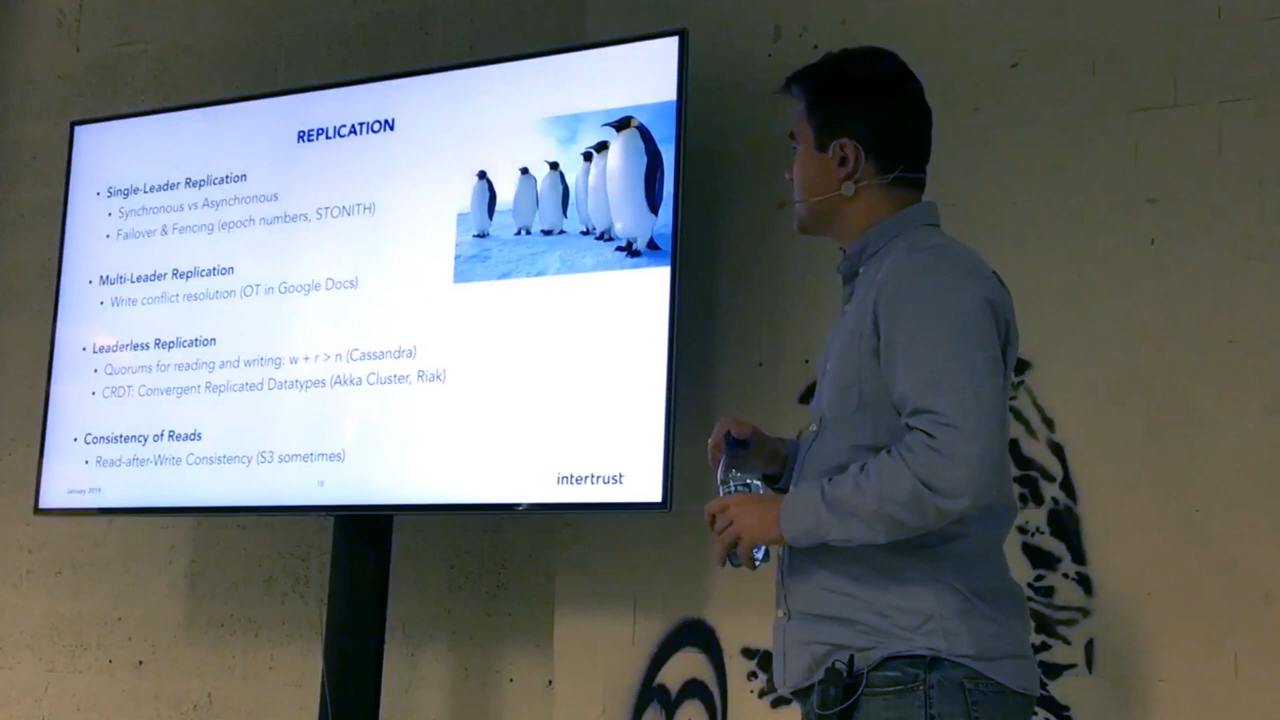 REPLICATION
• Single-Leader Replication
• Synchronous vs Asynchronous
• Failover & Fencing (epoch numbers, STONITH)
• Multi-Leader Replication
• Write conflict resolution (OT in Google Docs)
• Leaderless Replication
• Quorums for reading and writing: w + r > n (Cassandra)
• CRDT: Convergent Replicated Datatypes (Akka Cluster, Riak)
• Consistency of Reads
• Read-after-Write Consistency (S3 sometimes)
January 2019
18
intertrust